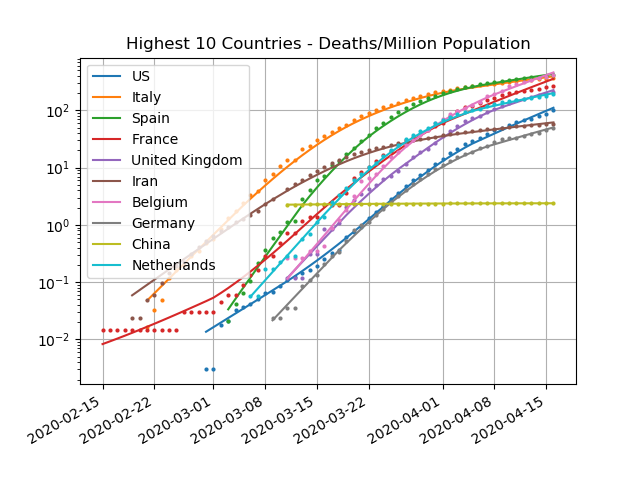 Highest 10 Countries - Deaths/Million Population
US
Italy
Spain
France
United Kingdom
Iran
Belgium
Germany
China
Netherlands
10²
10¹
10⁰
10⁻¹
10⁻²
2020-02-15
2020-02-22
2020-03-01
2020-03-08
2020-03-15
2020-03-22
2020-04-01
2020-04-08
2020-04-15